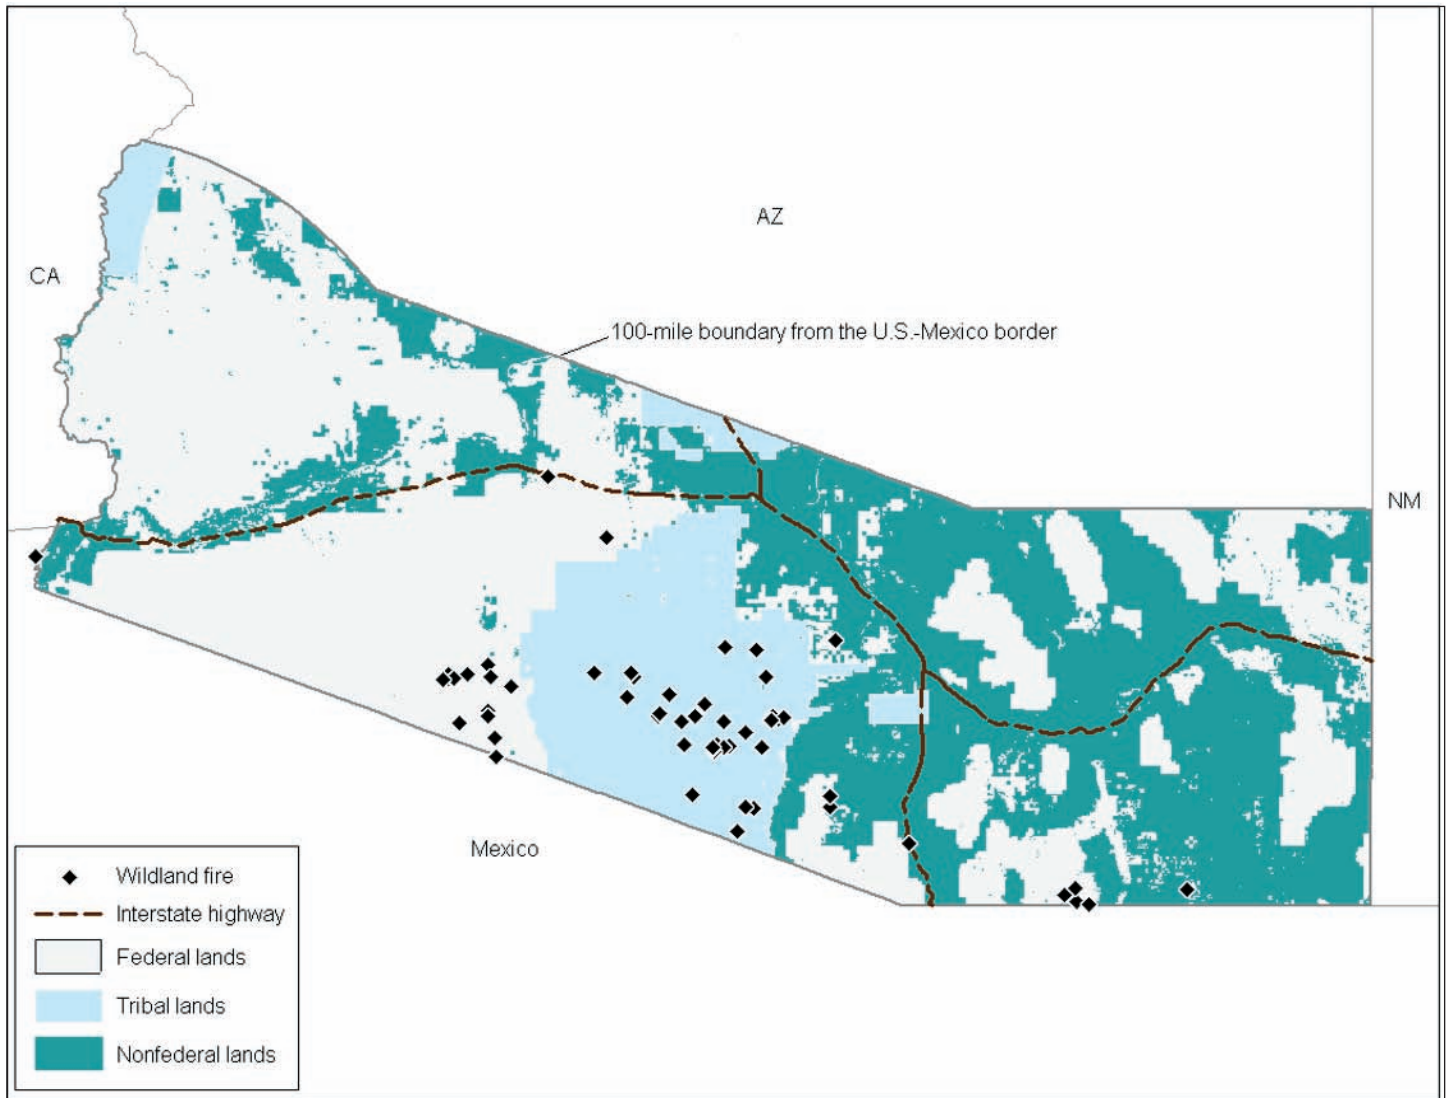 AZ
CA
100-mile boundary from the U.S.-Mexico border
NM
Mexico
Wildland fire
Interstate highway
Federal lands
Tribal lands
Nonfederal lands